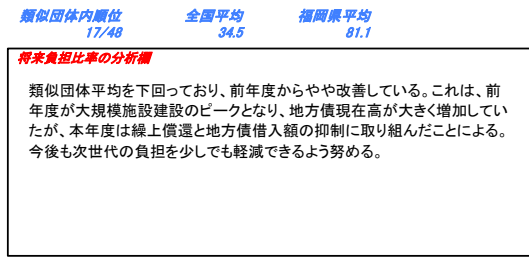 類似団体内順位 全国平均 福岡県平均
17/48 34.5 81.1
将来負担比率の分析欄
類似団体平均を下回っており、前年度からやや改善している。これは、前
年度が大規模施設建設のピークとなり、地方債現在高が大きく増加してい
たが、本年度は繰上償還と地方債借入額の抑制に取り組んだことによる。
今後も次世代の負担を少しでも軽減できるよう努める。